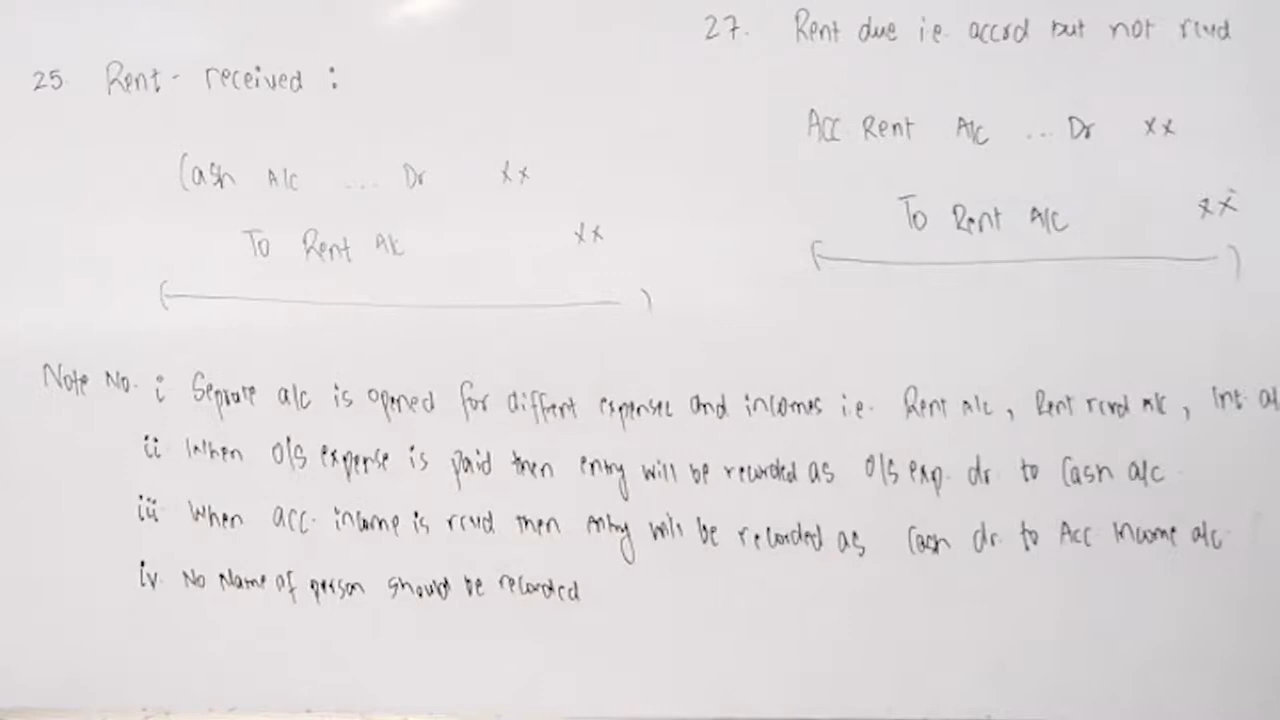 25. Rent - received :
Cash A/c .... Dr xx
To Rent A/c xx
27. Rent due i.e. accrd but not rcvd
Acc. Rent A/c ... Dr xx
To Rent A/c xx
Note No. i Seprate a/c is opened for diffrent expenses and incomes i.e. Rent a/c, Rent rcvd a/c, Int. a/
ii When o/s expense is paid then entry will be recorded as o/s exp. dr. to Cash a/c
iii When acc. income is rcvd then entry will be recorded as Cash dr. to Acc Income a/c
iv. No Name of person should be recorded